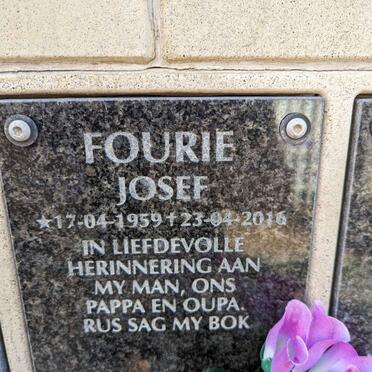 FOURIE
JOSEF
★17-04-1959 ✝ 23-04-2016
IN LIEFDEVOLLE
HERINNERING AAN
MY MAN, ONS
PAPPA EN OUPA.
RUS SAG MY BOK